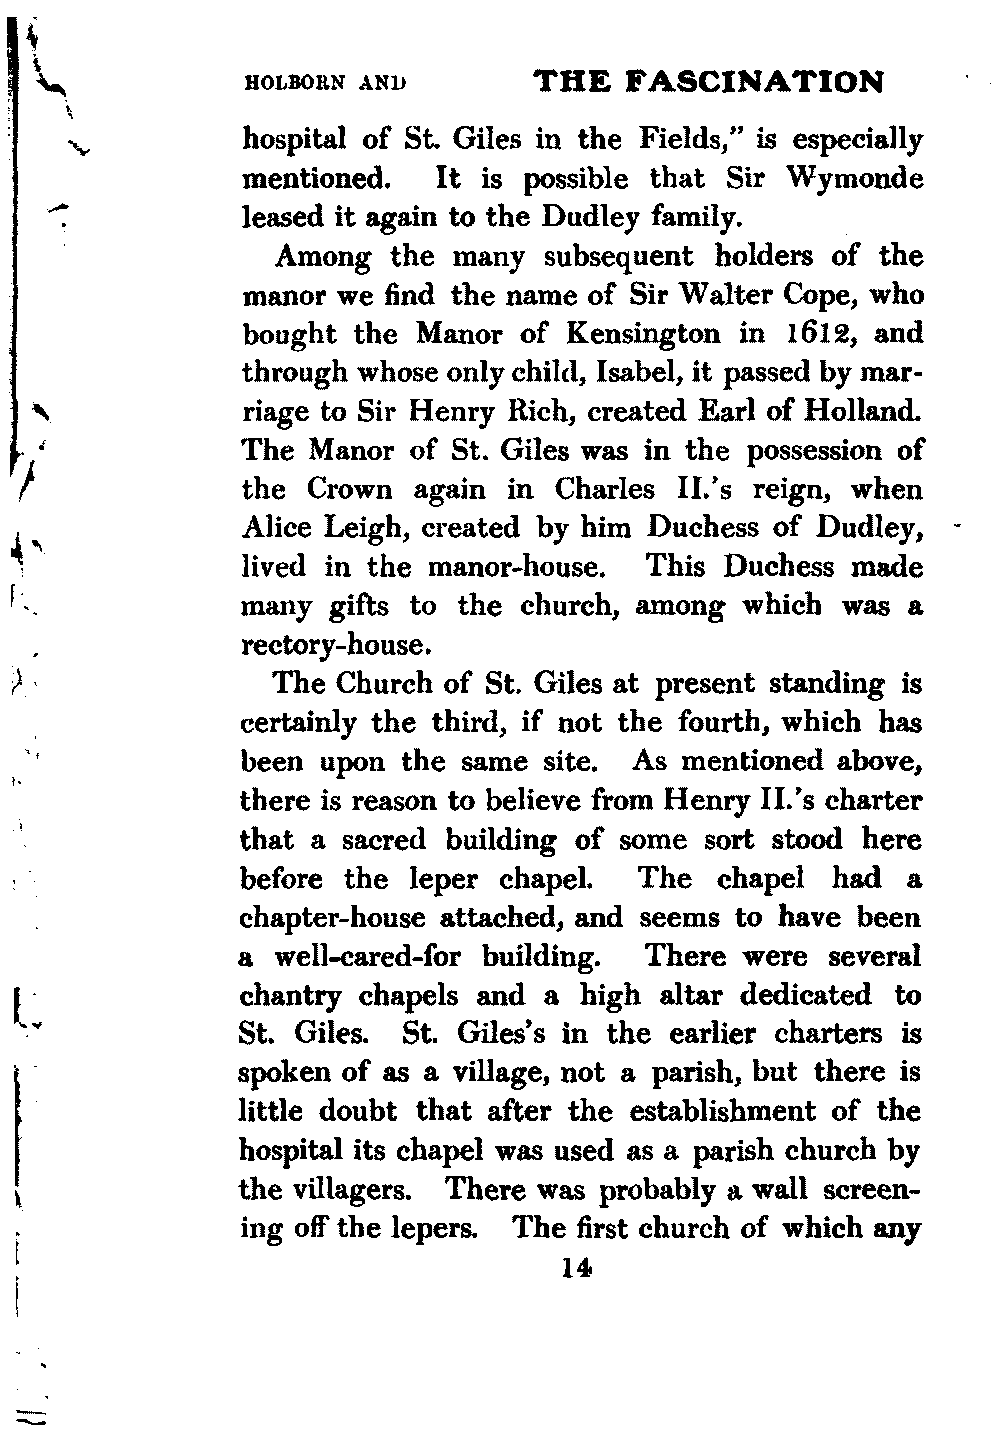 HOLBORN AND THE FASCINATION
hospital of St. Giles in the Fields,” is especially
mentioned. It is possible that Sir Wymonde
leased it again to the Dudley family.
Among the many subsequent holders of the
manor we find the name of Sir Walter Cope, who
bought the Manor of Kensington in 1612, and
through whose only child, Isabel, it passed by mar-
riage to Sir Henry Rich, created Earl of Holland.
The Manor of St. Giles was in the possession of
the Crown again in Charles II.’s reign, when
Alice Leigh, created by him Duchess of Dudley,
lived in the manor-house. This Duchess made
many gifts to the church, among which was a
rectory-house.
The Church of St. Giles at present standing is
certainly the third, if not the fourth, which has
been upon the same site. As mentioned above,
there is reason to believe from Henry II.’s charter
that a sacred building of some sort stood here
before the leper chapel. The chapel had a
chapter-house attached, and seems to have been
a well-cared-for building. There were several
chantry chapels and a high altar dedicated to
St. Giles. St. Giles’s in the earlier charters is
spoken of as a village, not a parish, but there is
little doubt that after the establishment of the
hospital its chapel was used as a parish church by
the villagers. There was probably a wall screen-
ing off the lepers. The first church of which any
14